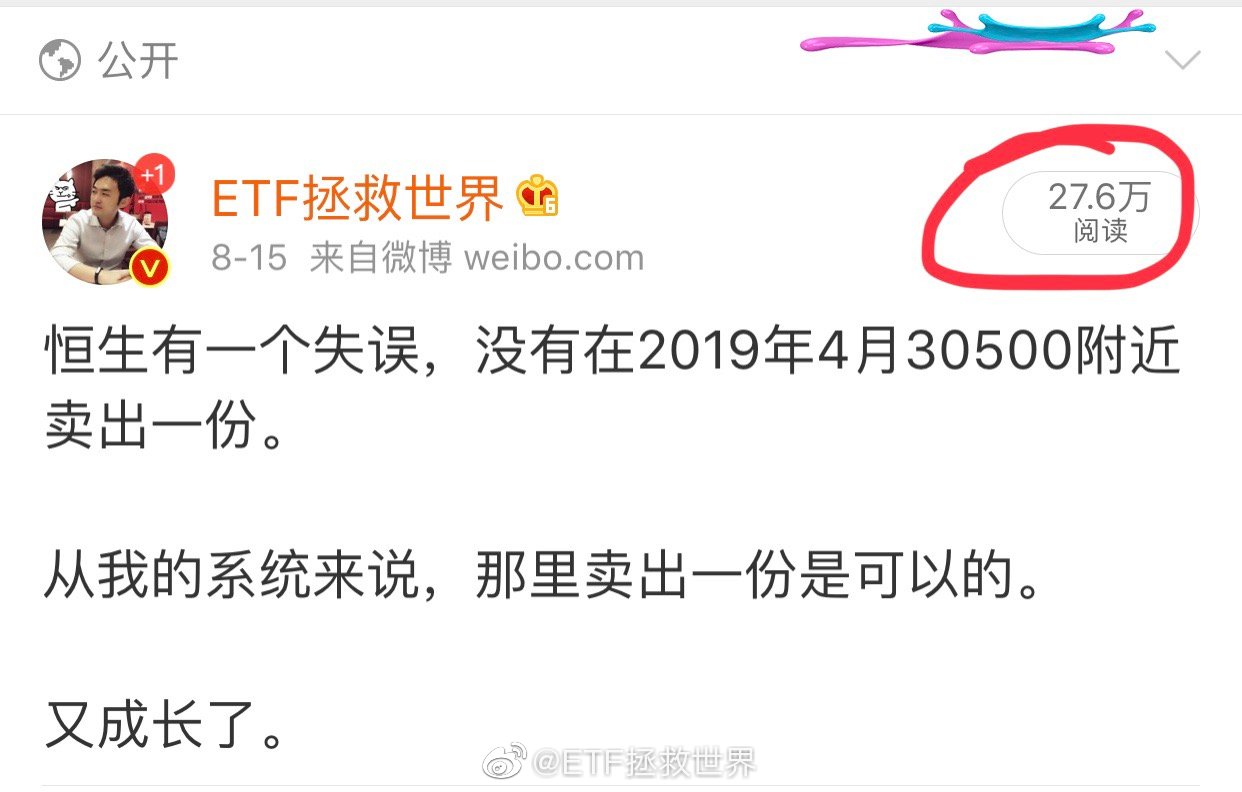 公开
+1
ETF拯救世界
6
27.6万
阅读
8-15 来自微博 weibo.com
恒生有一个失误，没有在2019年4月30500附近
卖出一份。
从我的系统来说，那里卖出一份是可以的。
又成长了。
@ETF拯救世界